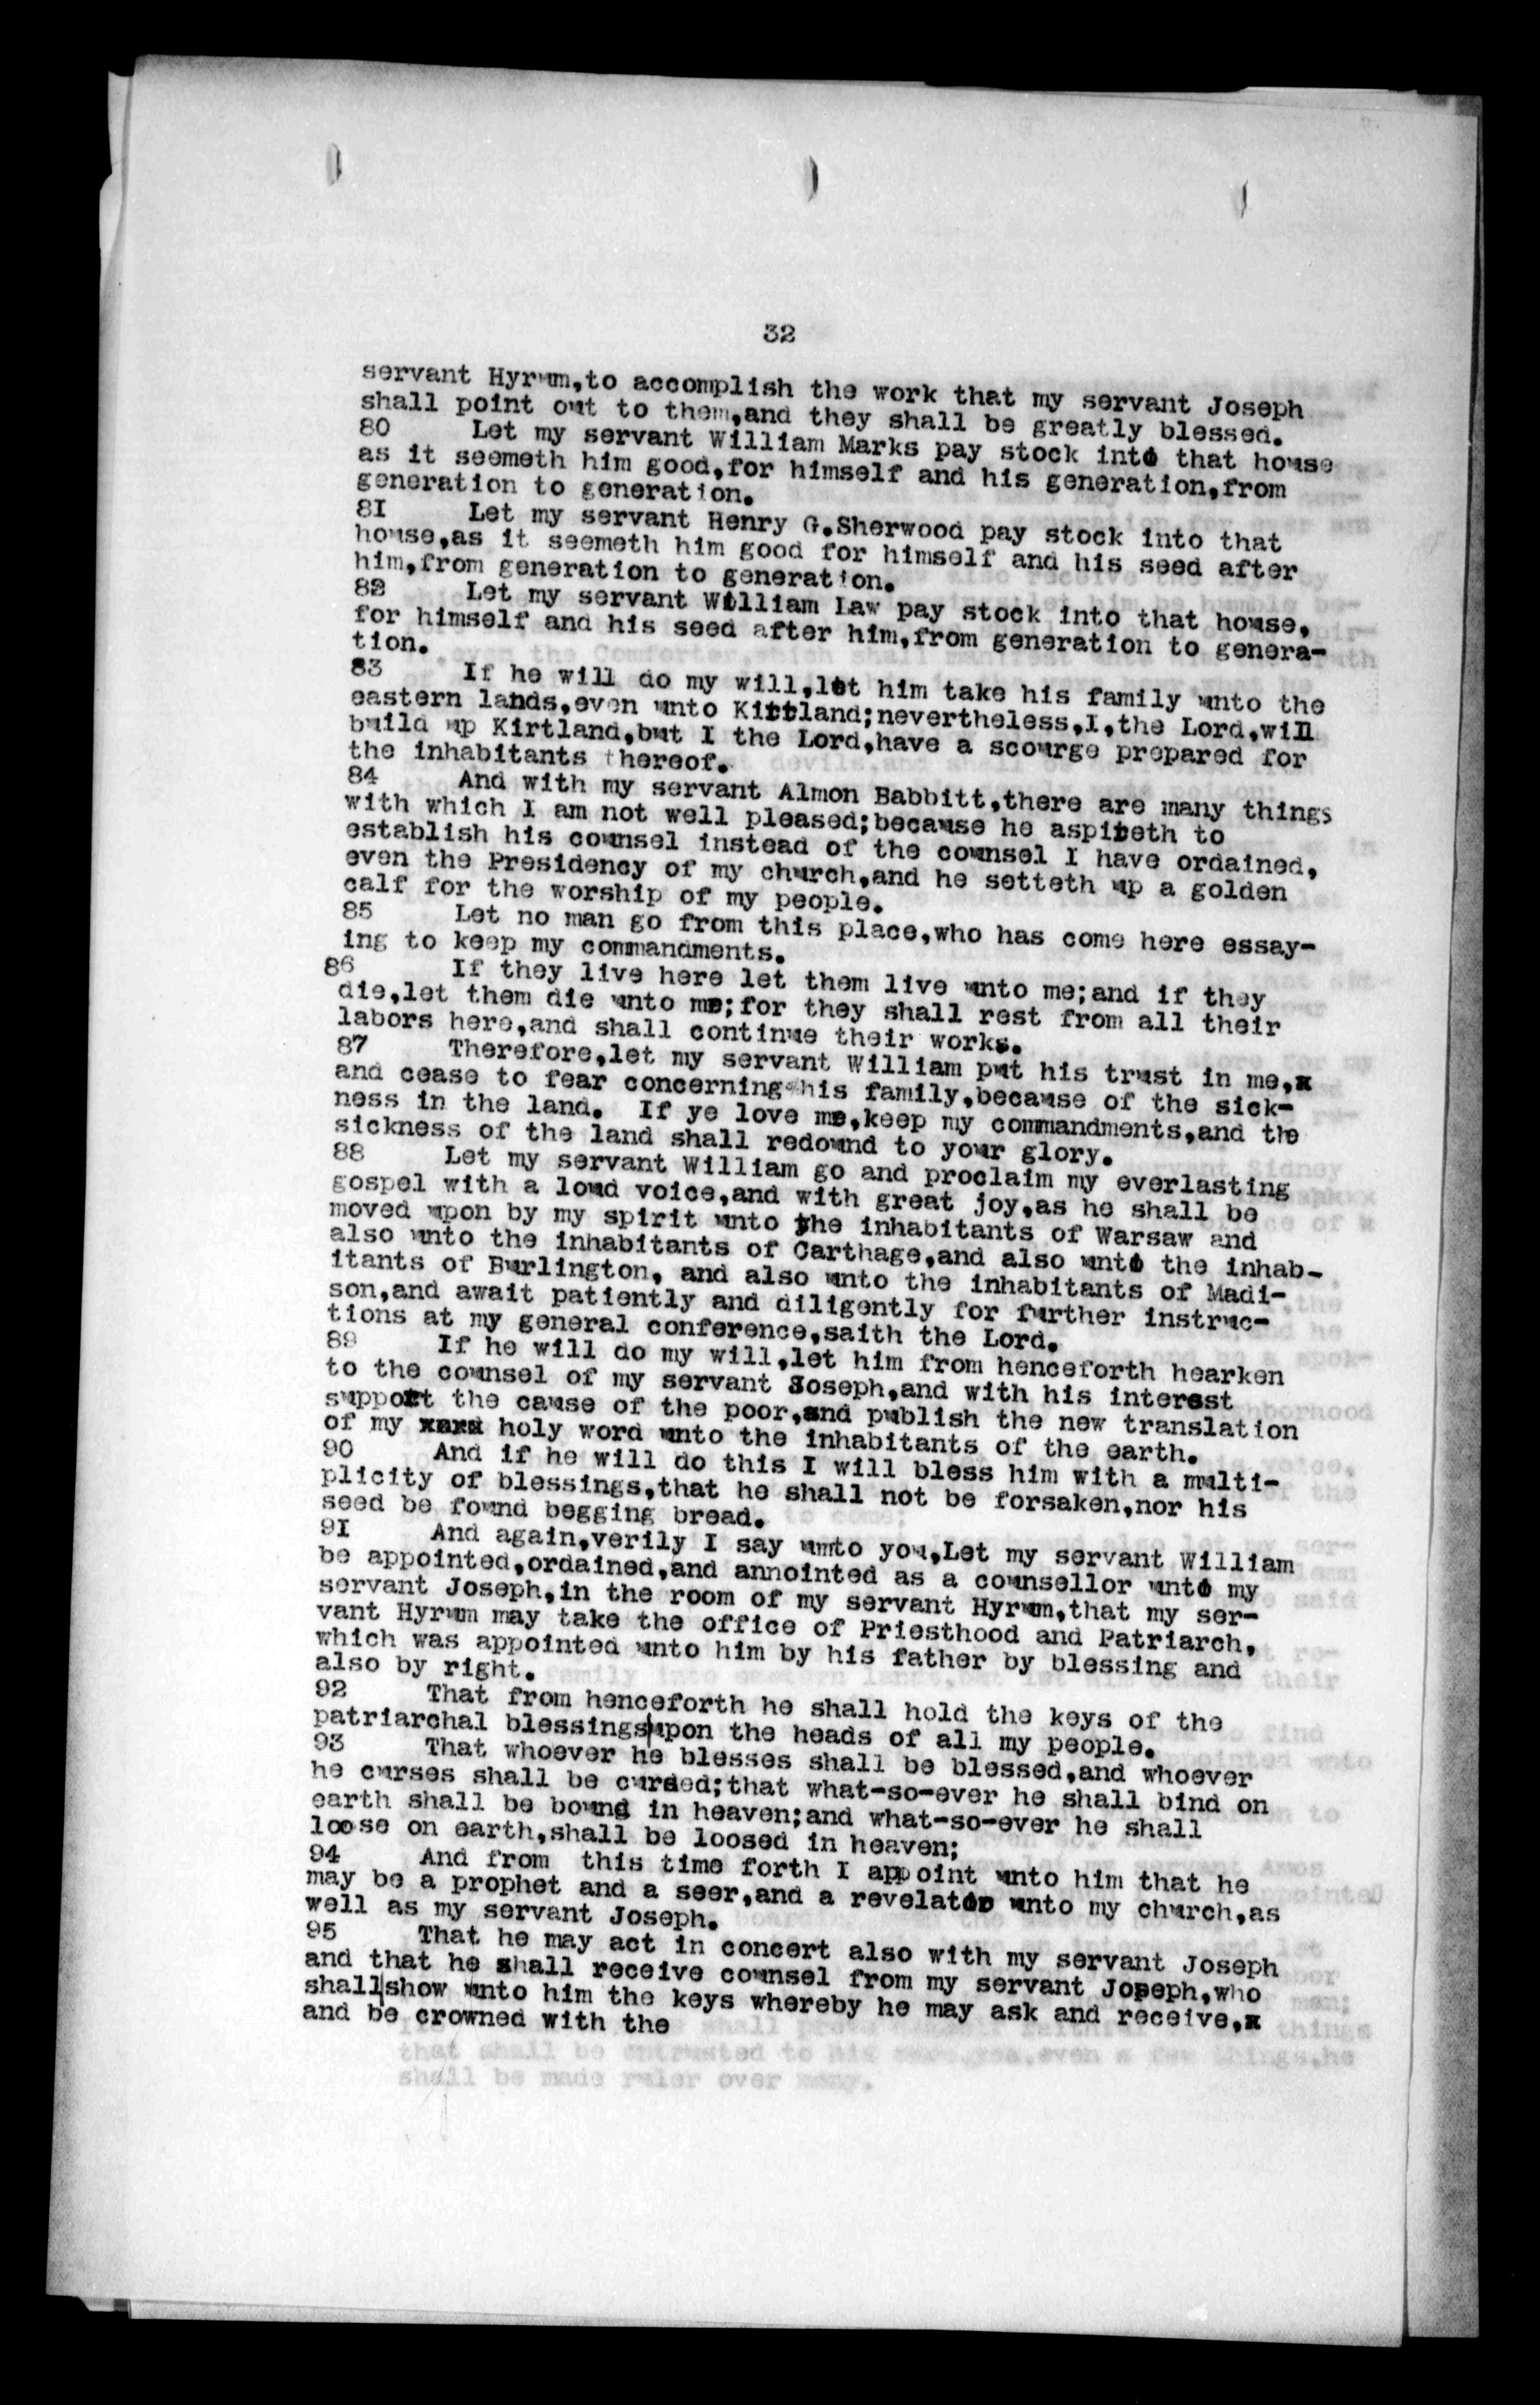 32
servant Hyrum,to accomplish the work that my servant Joseph
shall point out to them,and they shall be greatly blessed.
80 Let my servant William Marks pay stock into that house
as it seemeth him good,for himself and his generation,from
generation to generation.
8I Let my servant Henry G.Sherwood pay stock into that
house,as it seemeth him good for himself and his seed after
him,from generation to generation.
82 Let my servant William Law pay stock into that house,
for himself and his seed after him,from generation to genera-
tion.
83 If he will do my will,let him take his family unto the
eastern lands,even unto Kirtland;nevertheless,I,the Lord,will
build up Kirtland,but I the Lord,have a scourge prepared for
the inhabitants thereof.
84 And with my servant Almon Babbitt,there are many things
with which I am not well pleased;because he aspireth to
establish his counsel instead of the counsel I have ordained,
even the Presidency of my church,and he setteth up a golden
calf for the worship of my people.
85 Let no man go from this place,who has come here essay-
ing to keep my commandments.
86 If they live here let them live unto me;and if they
die,let them die unto me;for they shall rest from all their
labors here,and shall continue their works.
87 Therefore,let my servant William put his trust in me,x
and cease to fear concerning his family,because of the sick-
ness in the land. If ye love me,keep my commandments,and the
sickness of the land shall redound to your glory.
88 Let my servant William go and proclaim my everlasting
gospel with a loud voice,and with great joy,as he shall be
moved upon by my spirit unto the inhabitants of Warsaw and
also unto the inhabitants of Carthage,and also unto the inhab-
itants of Burlington, and also unto the inhabitants of Madi-
son,and await patiently and diligently for further instruc-
tions at my general conference,saith the Lord.
89 If he will do my will,let him from henceforth hearken
to the counsel of my servant Joseph,and with his interest
support the cause of the poor,and publish the new translation
of my xxxx holy word unto the inhabitants of the earth.
90 And if he will do this I will bless him with a multi-
plicity of blessings,that he shall not be forsaken,nor his
seed be found begging bread.
9I And again,verily I say unto you,Let my servant William
be appointed,ordained,and annointed as a counsellor unto my
servant Joseph,in the room of my servant Hyrum,that my ser-
vant Hyrum may take the office of Priesthood and Patriarch,
which was appointed unto him by his father by blessing and
also by right.
92 That from henceforth he shall hold the keys of the
patriarchal blessings|upon the heads of all my people.
93 That whoever he blesses shall be blessed,and whoever
he curses shall be cursed;that what-so-ever he shall bind on
earth shall be bound in heaven;and what-so-ever he shall
loose on earth,shall be loosed in heaven;
94 And from this time forth I appoint unto him that he
may be a prophet and a seer,and a revelator unto my church,as
well as my servant Joseph.
95 That he may act in concert also with my servant Joseph
and that he shall receive counsel from my servant Joseph,who
shall|show unto him the keys whereby he may ask and receive,x
and be crowned with the